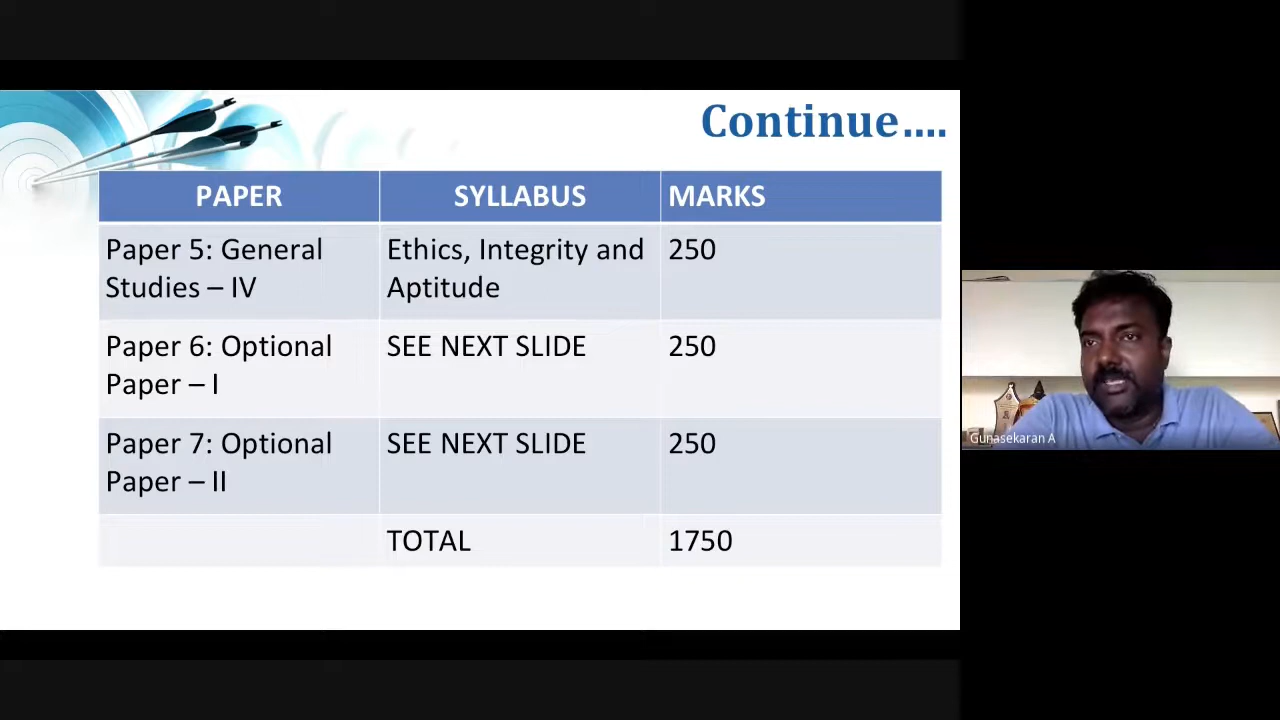 Continue....
PAPER SYLLABUS MARKS
Paper 5: General Studies – IV Ethics, Integrity and Aptitude 250
Paper 6: Optional Paper – I SEE NEXT SLIDE 250
Paper 7: Optional Paper – II SEE NEXT SLIDE 250
TOTAL 1750
Gunasekaran A